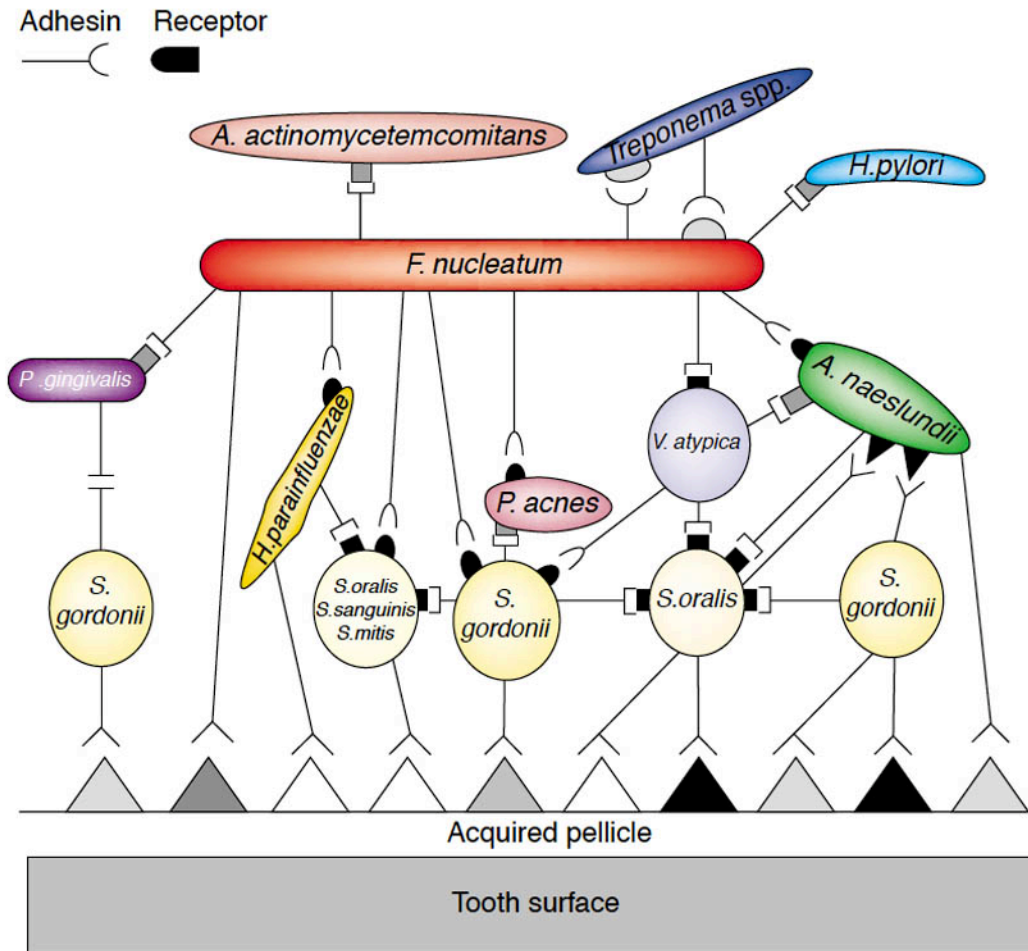 Adhesin Receptor
A. actinomycetemcomitans
Treponema spp.
H.pylori
F. nucleatum
P .gingivalis
A. naeslundii
H.parainfluenzae
V. atypica
P. acnes
S.
gordonii
S.oralis
S.sanguinis
S.mitis
S.
gordonii
S.oralis
S.
gordonii
Acquired pellicle
Tooth surface